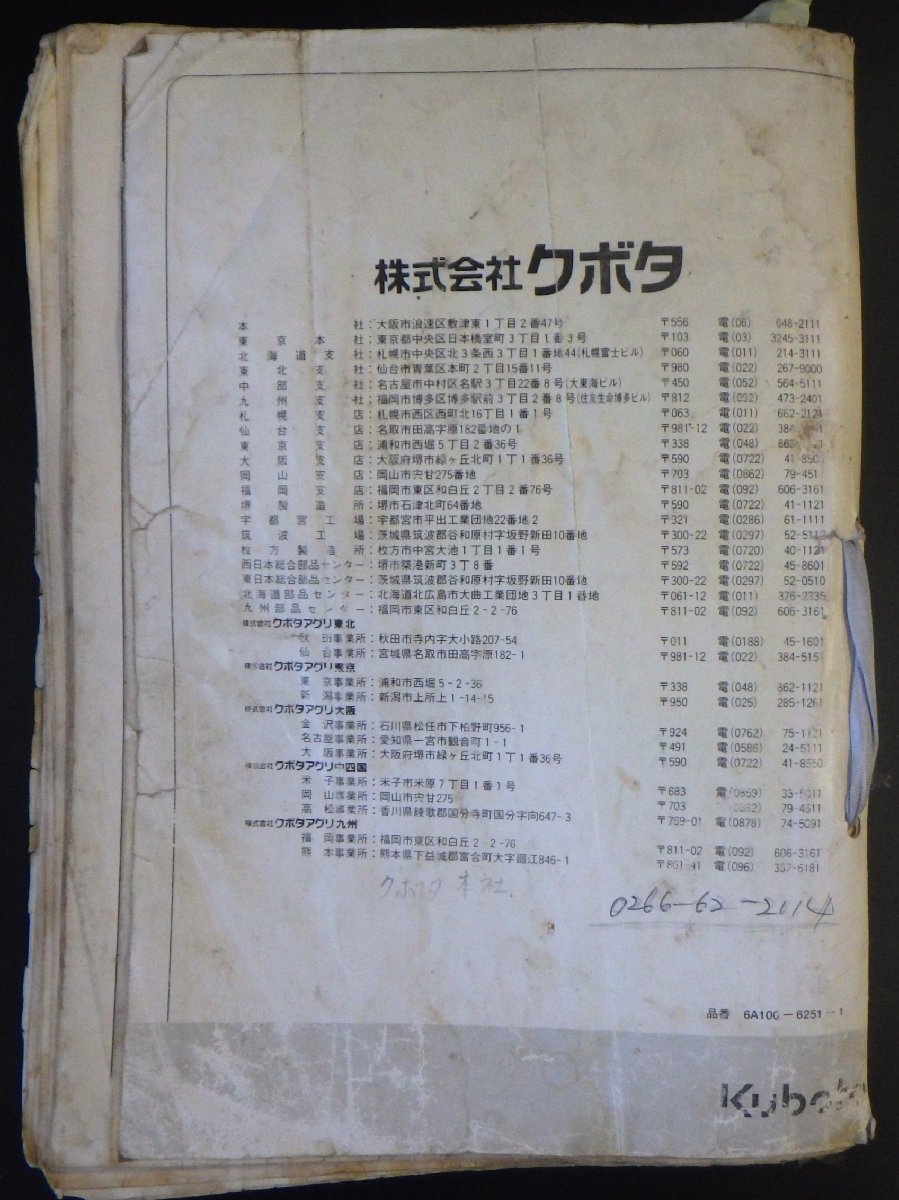 株式会社クボタ
本社：大阪市浪速区敷津東1丁目2番47号 〒556 電(06) 648-2111
東京本社：東京都中央区日本橋室町3丁目1番3号 〒103 電(03) 3245-3111
北海道支社：札幌市中央区北3条西3丁目1番地44(札幌富士ビル) 〒060 電(011) 214-3111
東北支社：仙台市青葉区本町2丁目15番11号 〒980 電(022) 267-9000
中部支社：名古屋市中村区名駅3丁目22番8号(大東海ビル) 〒450 電(052) 564-5111
九州支社：福岡市博多区博多駅前3丁目2番8号(住友生命博多ビル) 〒812 電(092) 473-2401
札幌支店：札幌市西区西町北16丁目1番1号 〒063 電(011) 662-2121
仙台支店：名取市田高字原182番地の1 〒981-12 電(022)
東京支店：浦和市西堀5丁目2番36号 〒338 電(048)
大阪支店：大阪府堺市緑ヶ丘北町1丁1番36号 〒590 電(0722)
岡山支店：岡山市宍甘275番地 〒703 電(0862)
福岡支店：福岡市東区和白丘2丁目2番76号 〒811-02 電(092) 606-3161
堺製造所：堺市石津北町64番地 〒590 電(0722) 41-1121
宇都宮工場：宇都宮市平出工業団地22番地2 〒321 電(0286) 61-1111
筑波工場：茨城県筑波郡谷和原村字坂野新田10番地 〒300-22 電(0297)
枚方製造所：枚方市中宮大池1丁目1番1号 〒573 電(0720) 40-1121
西日本総合部品センター：堺市築港新町3丁8番 〒592 電(0722) 45-8601
東日本総合部品センター：茨城県筑波郡谷和原村字坂野新田10番地 〒300-22 電(0297) 52-0510
北海道部品センター：北海道北広島市大曲工業団地3丁目1番地 〒061-12 電(011)
九州部品センター：福岡市東区和白丘2-2-76 〒811-02 電(092) 606-3161
株式会社クボタアグリ東北
秋田事業所：秋田市寺内字大小路207-54 〒011 電(0188) 45-1601
仙台事業所：宮城県名取市田高字原182-1 〒981-12 電(022) 384-5151
株式会社クボタアグリ東京
東京事業所：浦和市西堀5-2-36 〒338 電(048) 862-1121
新潟事業所：新潟市上所上1-14-15 〒950 電(025) 285-1261
株式会社クボタアグリ大阪
金沢事業所：石川県松任市下柏野町956-1 〒924 電(0762) 75-1121
名古屋事業所：愛知県一宮市観音町1-1 〒491 電(0586) 24-5111
大阪事業所：大阪府堺市緑ヶ丘北町1丁1番36号 〒590 電(0722) 41-8550
株式会社クボタアグリ中四国
米子事業所：米子市米原7丁目1番1号 〒683 電(0859)
岡山事業所：岡山市宍甘275 〒703 電(0862)
高松事業所：香川県綾歌郡国分寺町国分字向647-3 〒769-01 電(0878) 74-5091
株式会社クボタアグリ九州
福岡事業所：福岡市東区和白丘2-2-76 〒811-02 電(092) 606-3161
熊本事業所：熊本県下益城郡富合町大字廻江846-1 〒861-41 電(096) 357-6181
クボタ本社、
0266-62-2014
品番 6A100-6251-1
Kubota